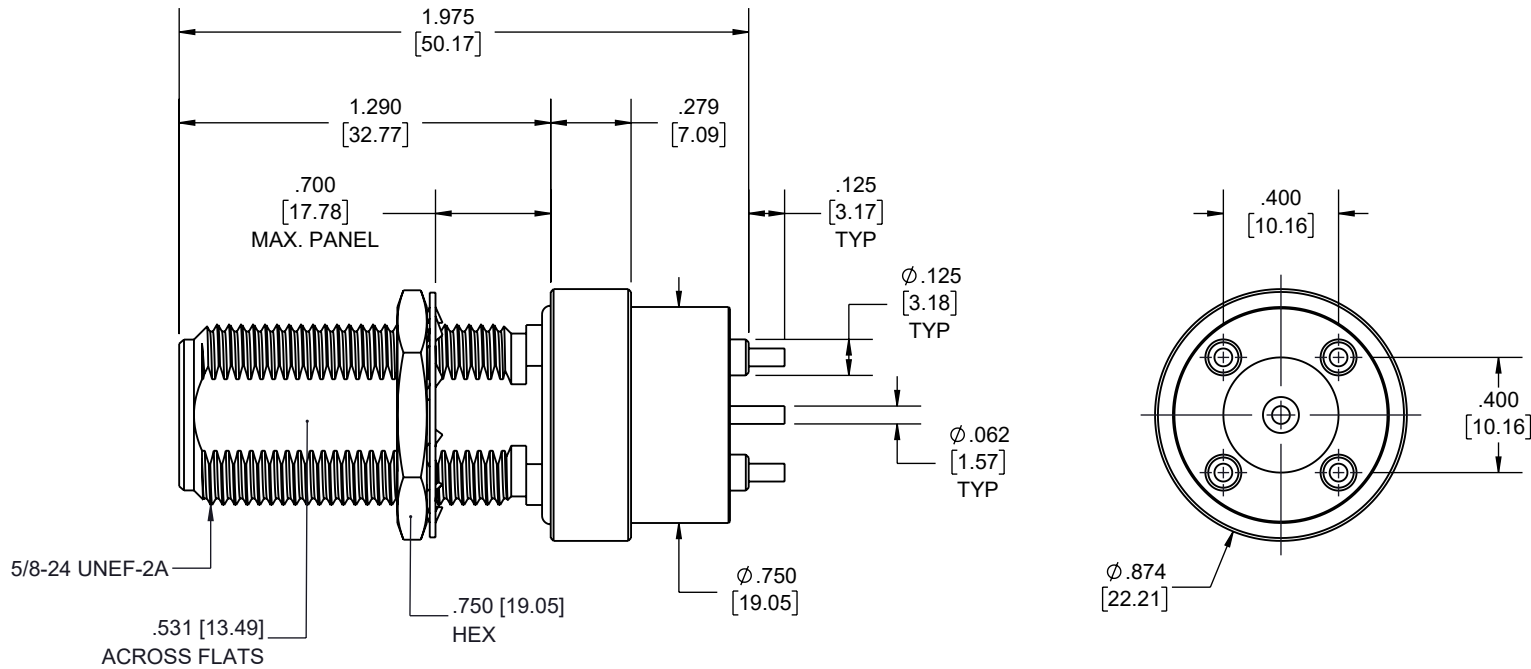 1.975
[50.17]
1.290
[32.77]
.279
[7.09]
.700
[17.78]
MAX. PANEL
.125
[3.17]
TYP
.400
[10.16]
Ø.125
[3.18]
TYP
.400
[10.16]
Ø.062
[1.57]
TYP
5/8-24 UNEF-2A
Ø.750
[19.05]
Ø.874
[22.21]
.750 [19.05]
HEX
.531 [13.49]
ACROSS FLATS